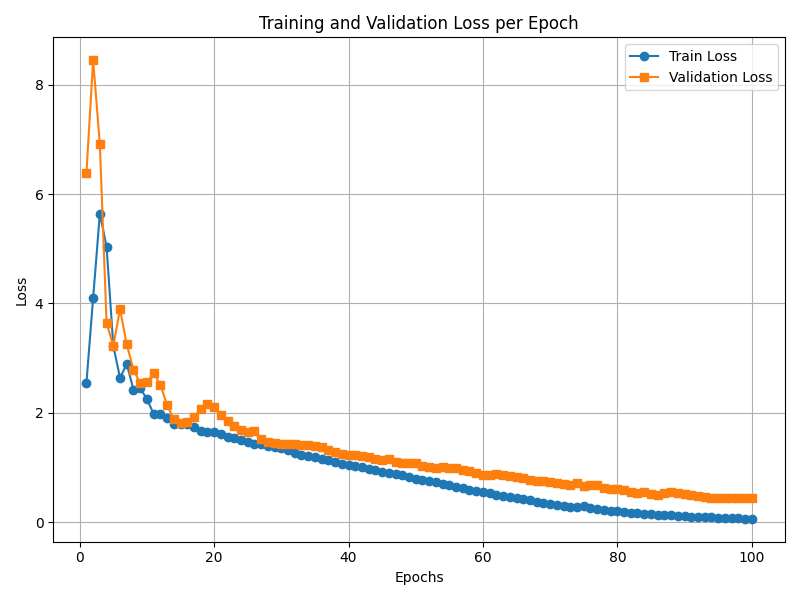 Training and Validation Loss per Epoch
Train Loss
Validation Loss
Loss
8
6
4
2
0
0 20 40 60 80 100
Epochs